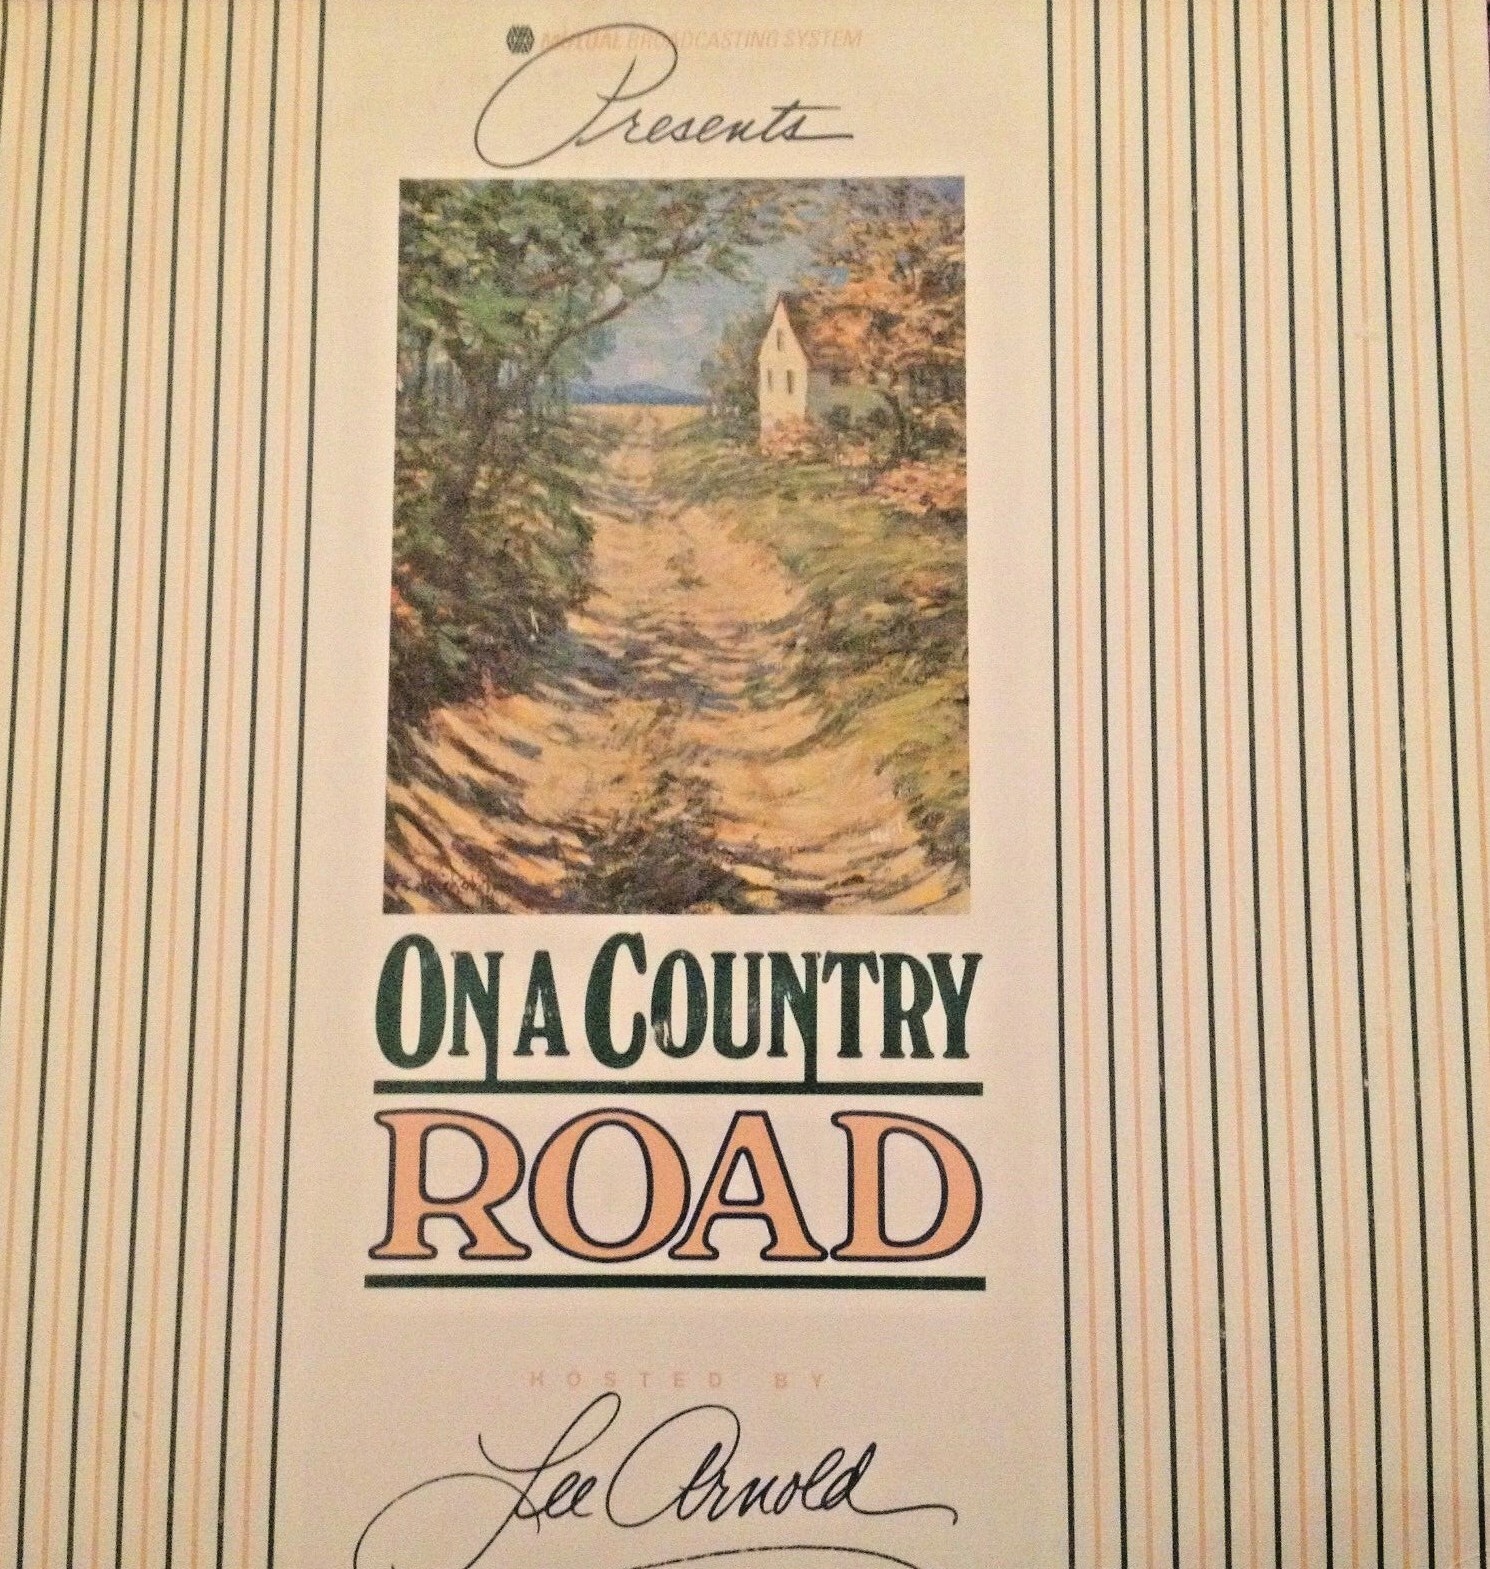 MUTUAL BROADCASTING SYSTEM
Presents
ON A COUNTRY
ROAD
HOSTED BY
Lee Arnold